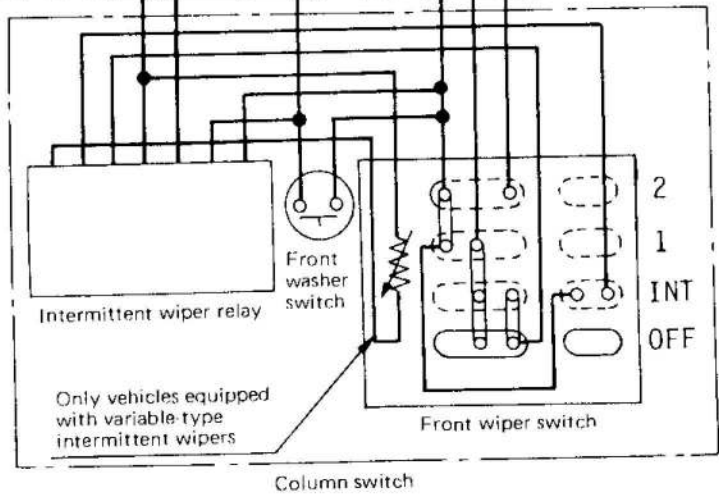 2
1
INT
OFF
Front
washer
switch
Intermittent wiper relay
Only vehicles equipped
with variable-type
intermittent wipers
Front wiper switch
Column switch